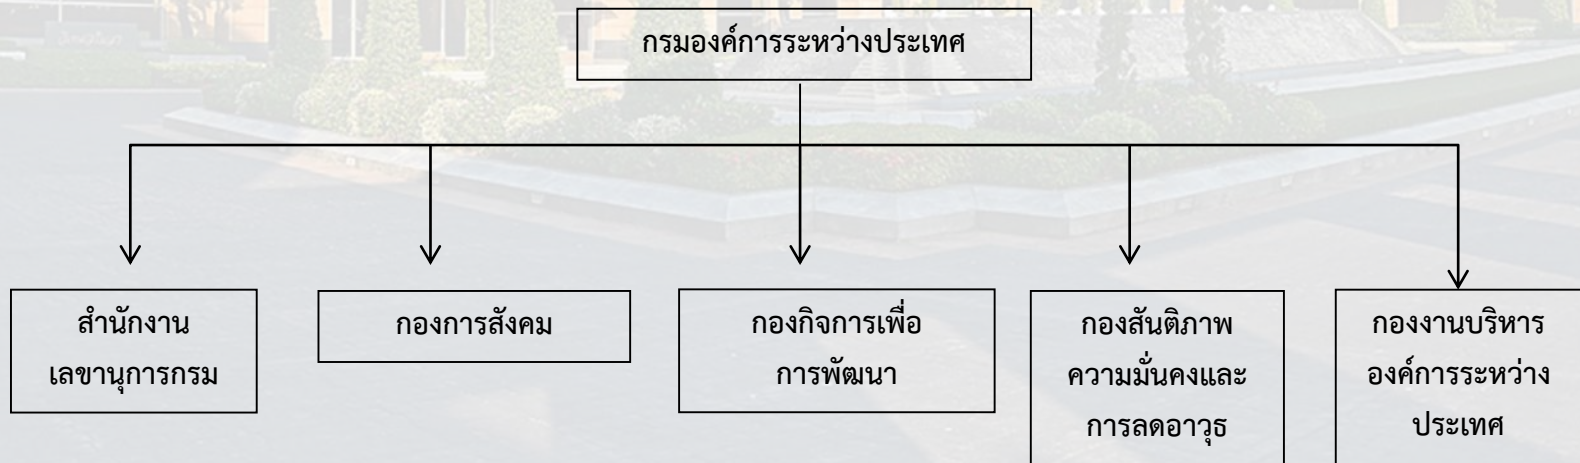 กรมองค์การระหว่างประเทศ
สำนักงาน
เลขานุการกรม
กองการสังคม
กองกิจการเพื่อ
การพัฒนา
กองสันติภาพ
ความมั่นคงและ
การลดอาวุธ
กองงานบริหาร
องค์การระหว่าง
ประเทศ